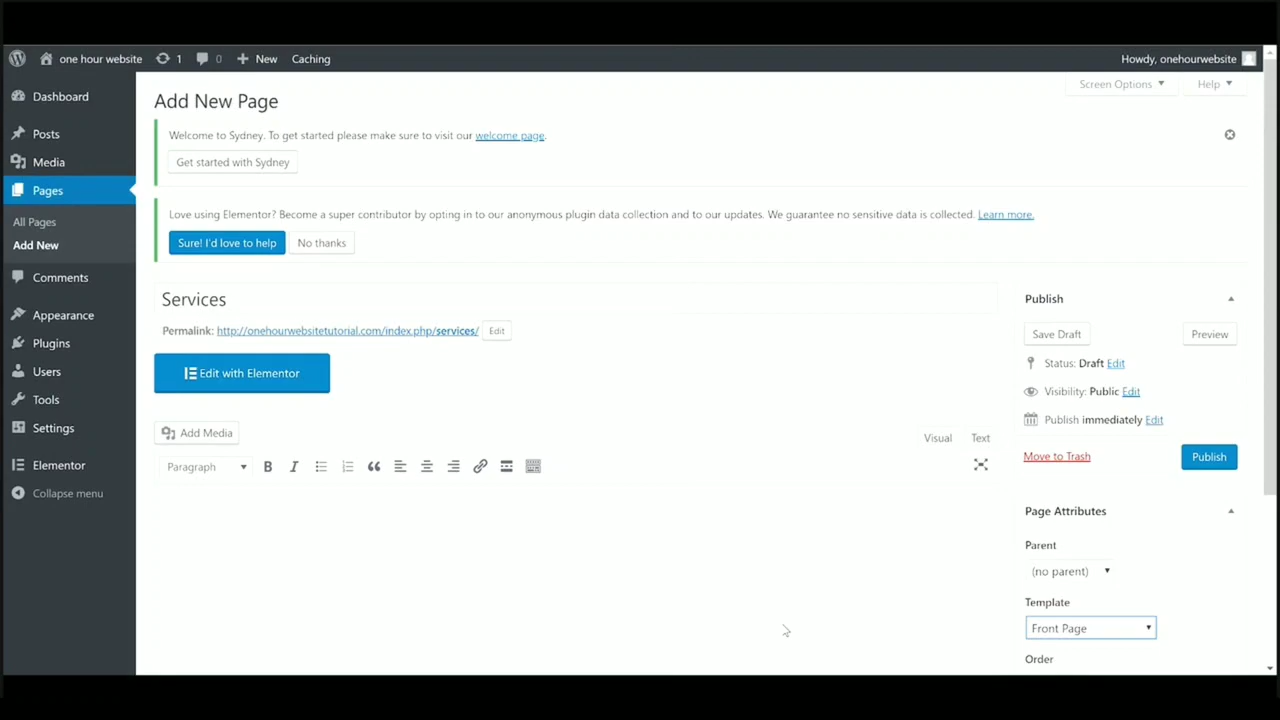 one hour website 1 0 New Caching Howdy, onehourwebsite
Screen Options Help
Dashboard
Posts
Media
Pages
All Pages
Add New
Comments
Appearance
Plugins
Users
Tools
Settings
Elementor
Collapse menu
Add New Page
Welcome to Sydney. To get started please make sure to visit our welcome page.
Get started with Sydney
Love using Elementor? Become a super contributor by opting in to our anonymous plugin data collection and to our updates. We guarantee no sensitive data is collected. Learn more.
Sure! I'd love to help No thanks
Services
Permalink: http://onehourwebsitetutorial.com/index.php/services/ Edit
Edit with Elementor
Add Media
Visual Text
Paragraph B I
Publish
Save Draft Preview
Status: Draft Edit
Visibility: Public Edit
Publish immediately Edit
Move to Trash Publish
Page Attributes
Parent
(no parent)
Template
Front Page
Order